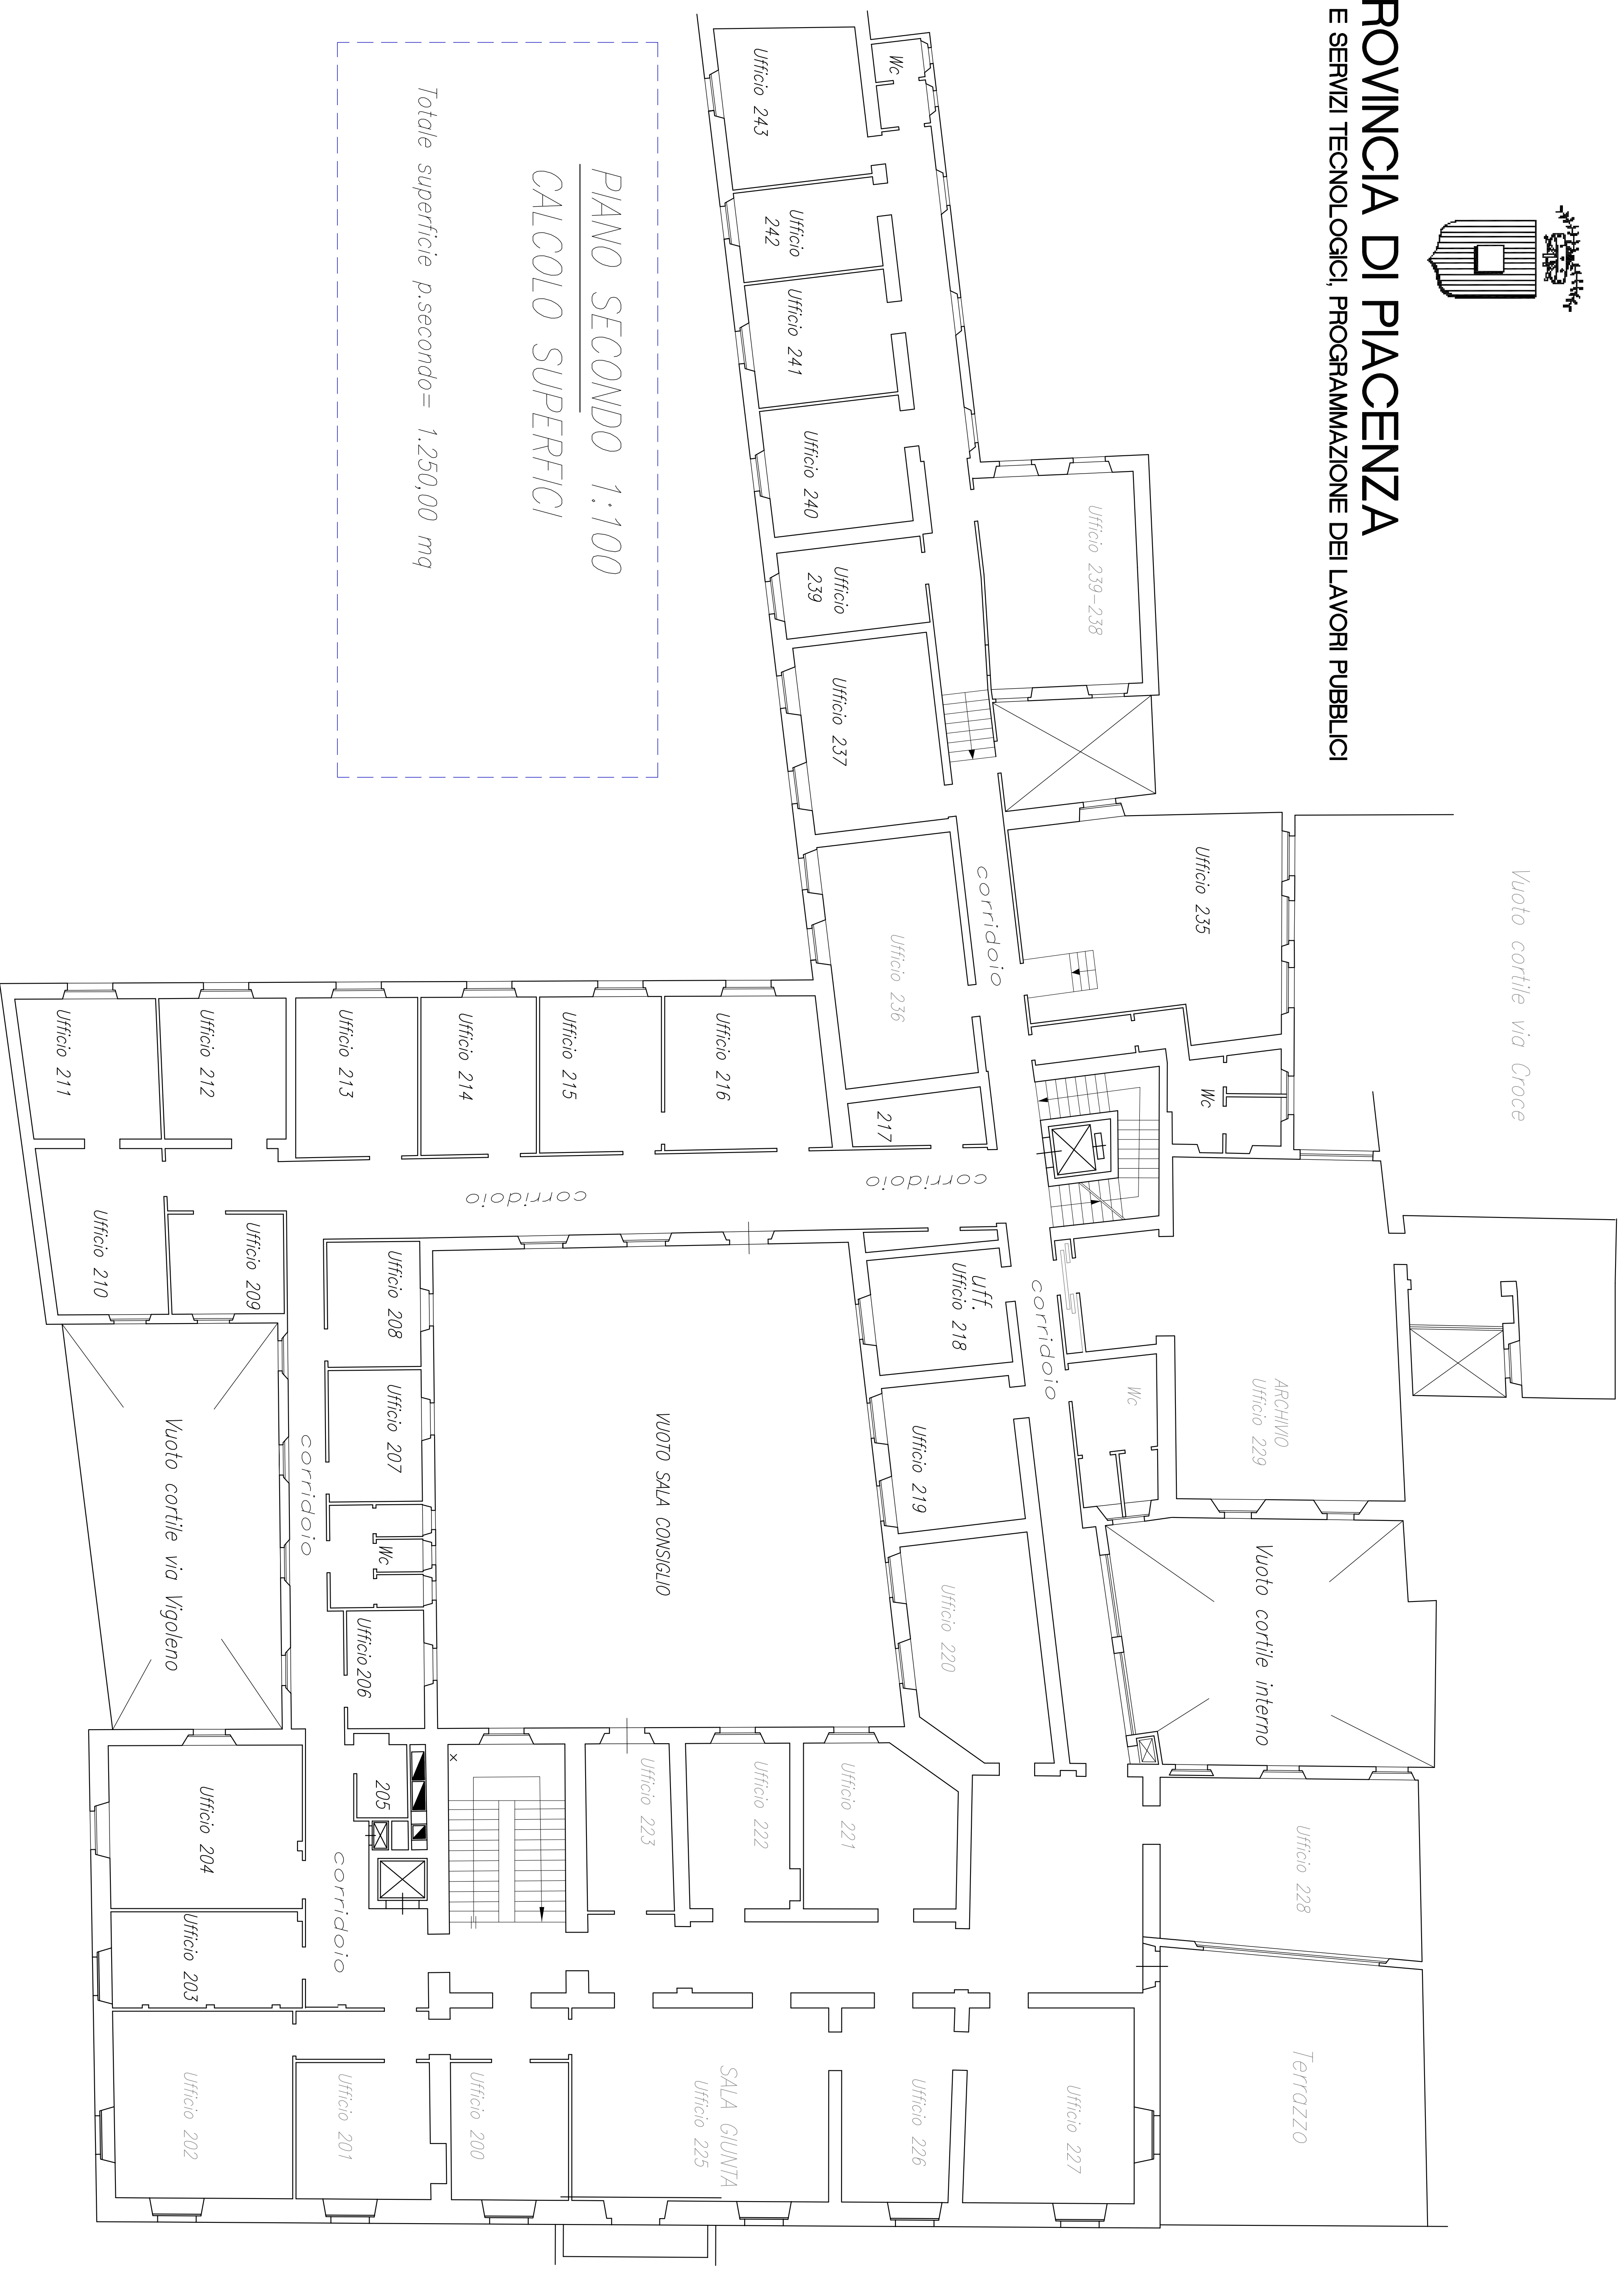 ROVINCIA DI PIACENZA
E SERVIZI TECNOLOGICI, PROGRAMMAZIONE DEI LAVORI PUBBLICI
Vuoto cortile via Croce
PIANO SECONDO 1:100
CALCOLO SUPERFICI
Totale superficie p.secondo= 1.250,00 mq
Wc
Ufficio 243
Ufficio
242
Ufficio 241
Ufficio 240
Ufficio
239
Ufficio 239-238
Ufficio 237
Ufficio 235
corridoio
Ufficio 236
Wc
217
Ufficio 216
Ufficio 215
Ufficio 214
Ufficio 213
Ufficio 212
Ufficio 211
corridoio
corridoio
Ufficio 210
Ufficio 209
Ufficio 208
Ufficio 207
Wc
Ufficio 206
205
corridoio
corridoio
Vuoto cortile via Vigoleno
VUOTO SALA CONSIGLIO
Uff.
Ufficio 218
corridoio
Ufficio 219
Ufficio 220
Wc
ARCHIVIO
Ufficio 229
Vuoto cortile interno
Ufficio 228
Terrazzo
Ufficio 221
Ufficio 222
Ufficio 223
x
Ufficio 204
Ufficio 203
Ufficio 202
Ufficio 201
Ufficio 200
SALA GIUNTA
Ufficio 225
Ufficio 226
Ufficio 227